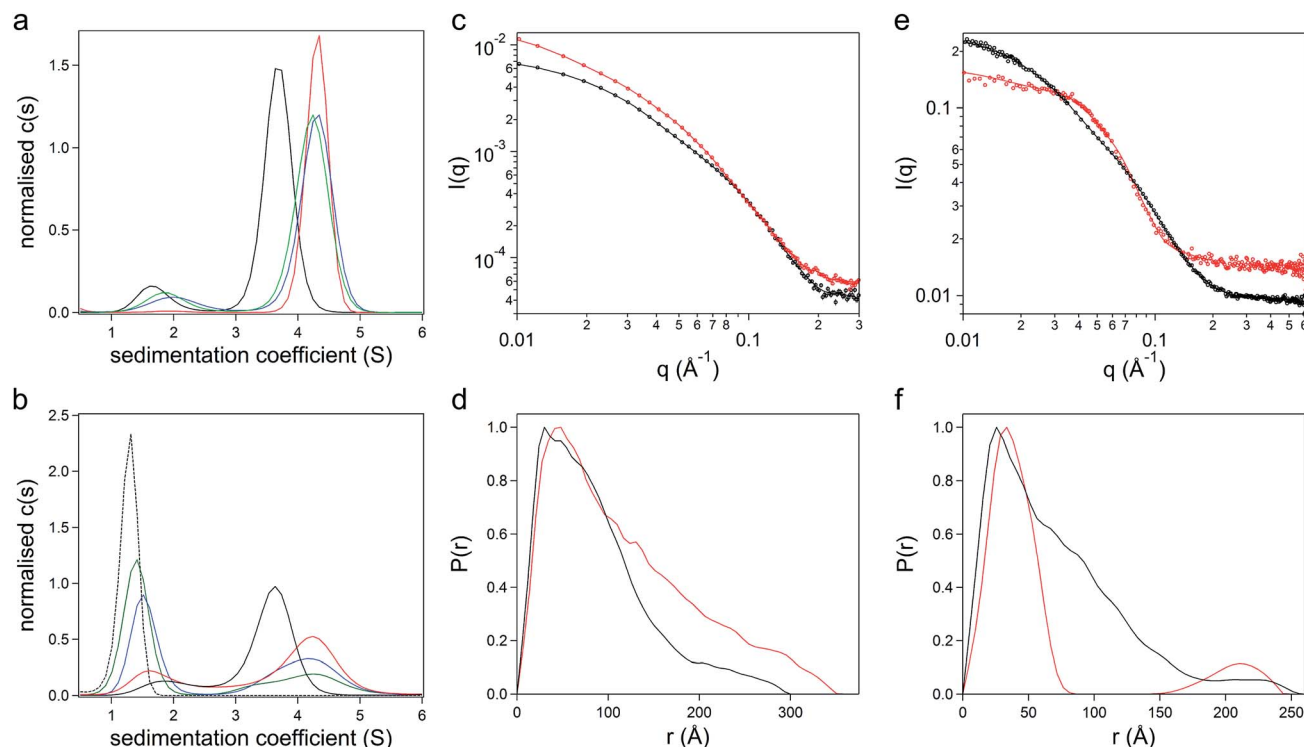 a
normalised c(s)
1.5
1.0
0.5
0.0
1 2 3 4 5 6
sedimentation coefficient (S)
b
normalised c(s)
2.5
2.0
1.5
1.0
0.5
0.0
1 2 3 4 5 6
sedimentation coefficient (S)
c
I(q)
10⁻²
8
6
4
2
10⁻³
8
6
4
2
10⁻⁴
8
6
4
0.01 2 3 4 5 6 7 8 0.1 2 3
q (Å⁻¹)
d
P(r)
1.0
0.8
0.6
0.4
0.2
0.0
0 100 200 300
r (Å)
e
I(q)
2
0.1
8
6
5
4
3
2
0.01
2 3 4 5 6 7 2 3 4 5 6
0.01 0.1
q (Å⁻¹)
f
P(r)
1.0
0.8
0.6
0.4
0.2
0.0
0 50 100 150 200 250
r (Å)